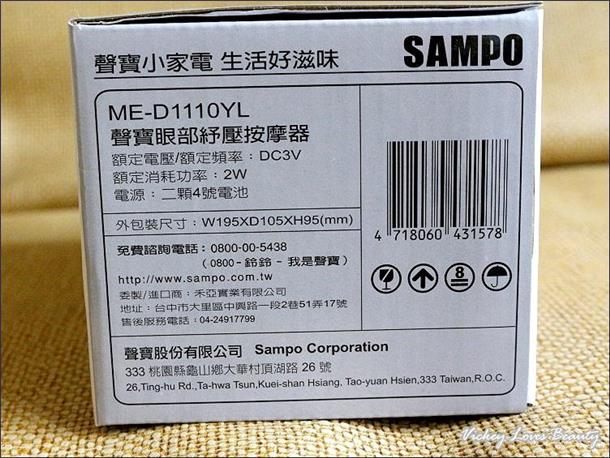 聲寶小家電 生活好滋味 SAMPO
ME-D1110YL
聲寶眼部紓壓按摩器
額定電壓/額定頻率：DC3V
額定消耗功率：2W
電源：二顆4號電池
外包裝尺寸：W195XD105XH95(mm)
免費諮詢電話：0800-00-5438
（0800-鈴鈴-我是聲寶）
http://www.sampo.com.tw
委製/進口商：禾亞實業有限公司
地址：台中市大里區中興路一段2巷51弄17號
售後服務電話：04-24917799
4 718060 431578
8
聲寶股份有限公司 Sampo Corporation
333 桃園縣龜山鄉大華村頂湖路 26 號
26,Ting-hu Rd.,Ta-hwa Tsun,Kuei-shan Hsiang, Tao-yuan Hsien,333 Taiwan,R.O.C.
Vickey Loves Beauty